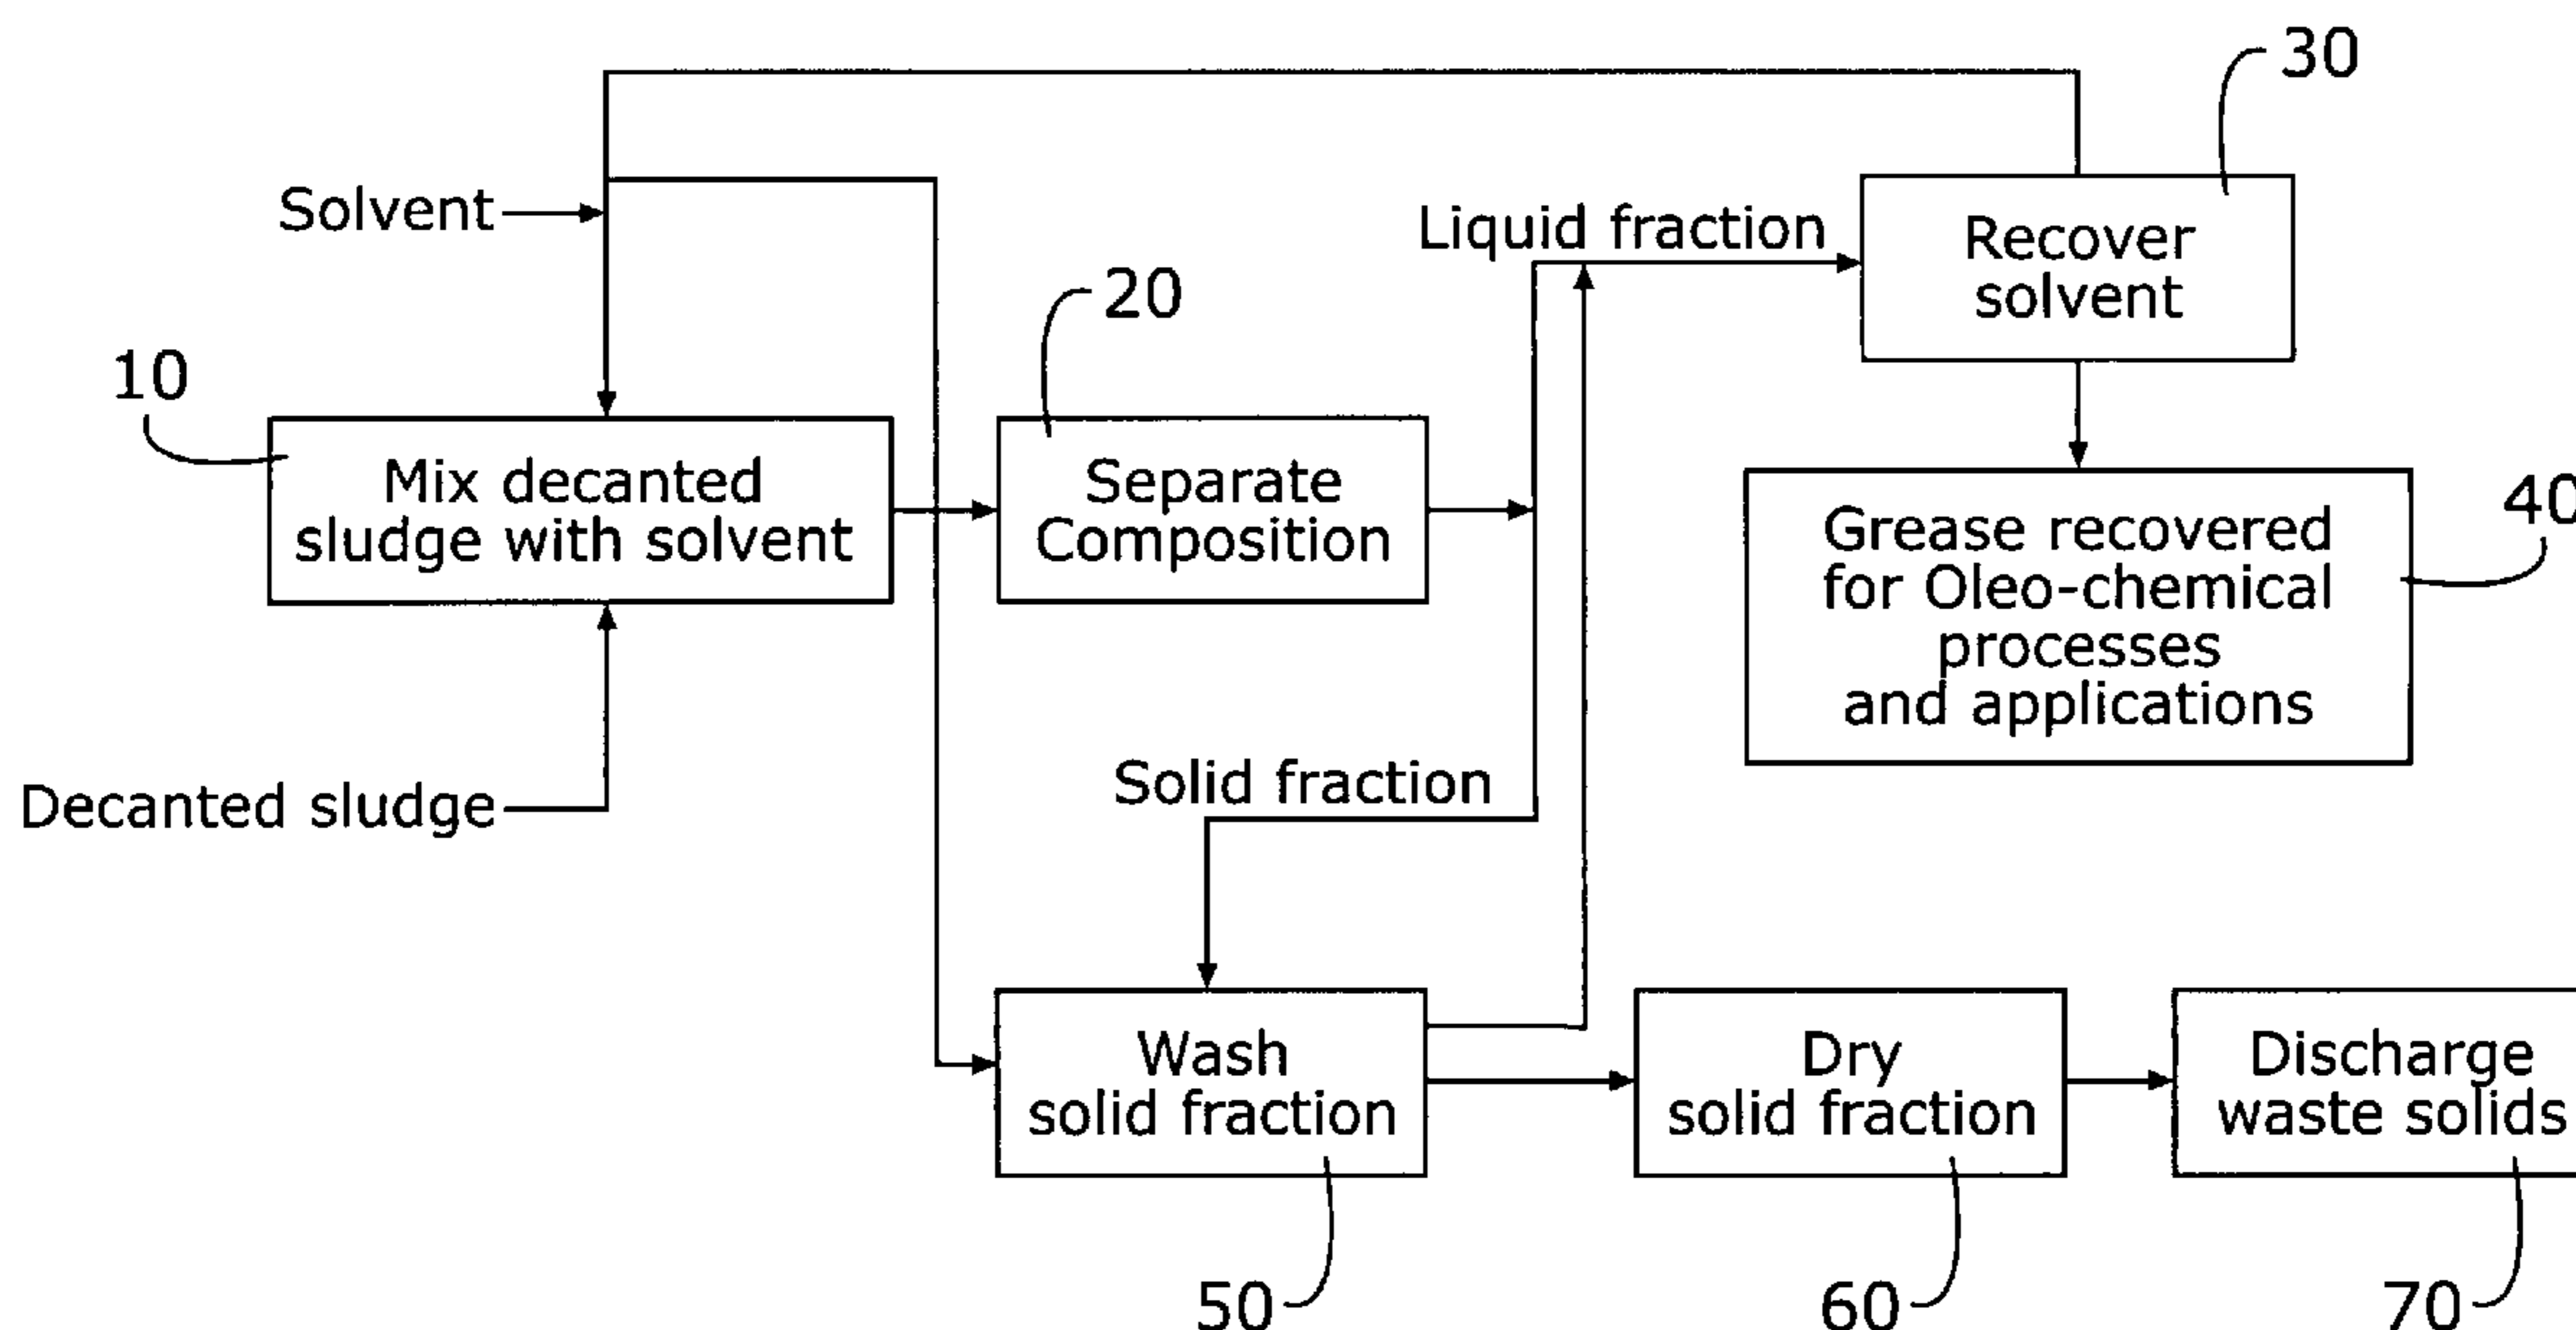 30
Solvent
Liquid fraction
Recover
solvent
20
10
Mix decanted
sludge with solvent
Separate
Composition
40
Grease recovered
for Oleo-chemical
processes
and applications
Solid fraction
Decanted sludge
Wash
solid fraction
Dry
solid fraction
Discharge
waste solids
50
60
70